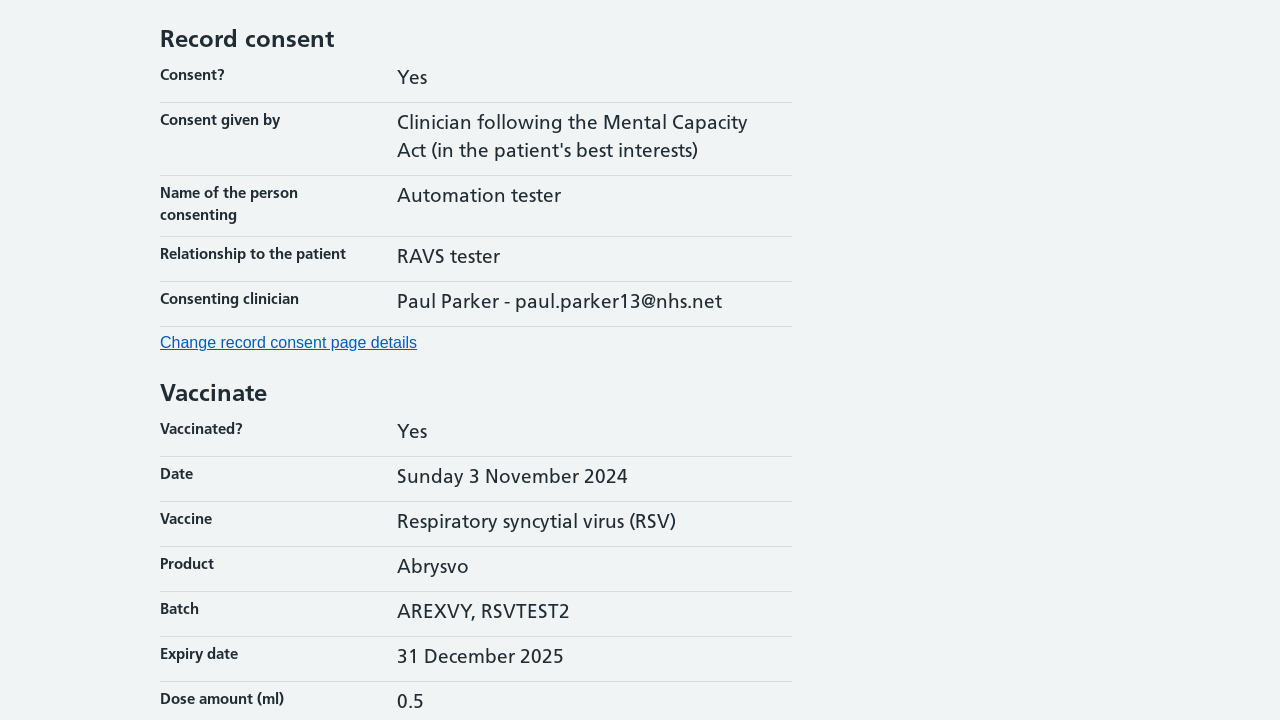 Record consent
Consent? Yes
Consent given by Clinician following the Mental Capacity
Act (in the patient's best interests)
Name of the person Automation tester
consenting
Relationship to the patient RAVS tester
Consenting clinician Paul Parker - paul.parker13@nhs.net
Change record consent page details
Vaccinate
Vaccinated? Yes
Date Sunday 3 November 2024
Vaccine Respiratory syncytial virus (RSV)
Product Abrysvo
Batch AREXVY, RSVTEST2
Expiry date 31 December 2025
Dose amount (ml) 0.5